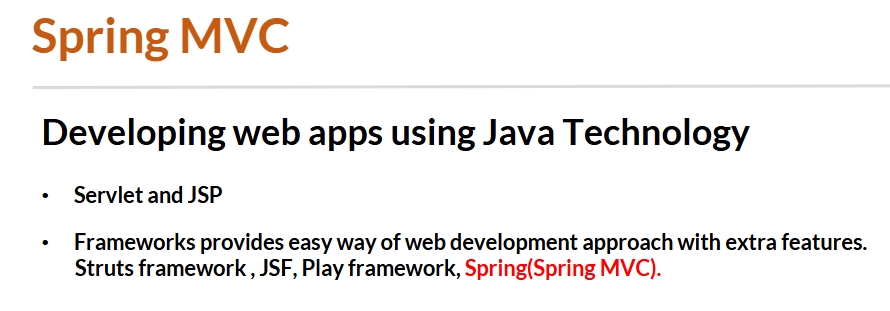 Spring MVC
Developing web apps using Java Technology
• Servlet and JSP
• Frameworks provides easy way of web development approach with extra features.
Struts framework , JSF, Play framework, Spring(Spring MVC).